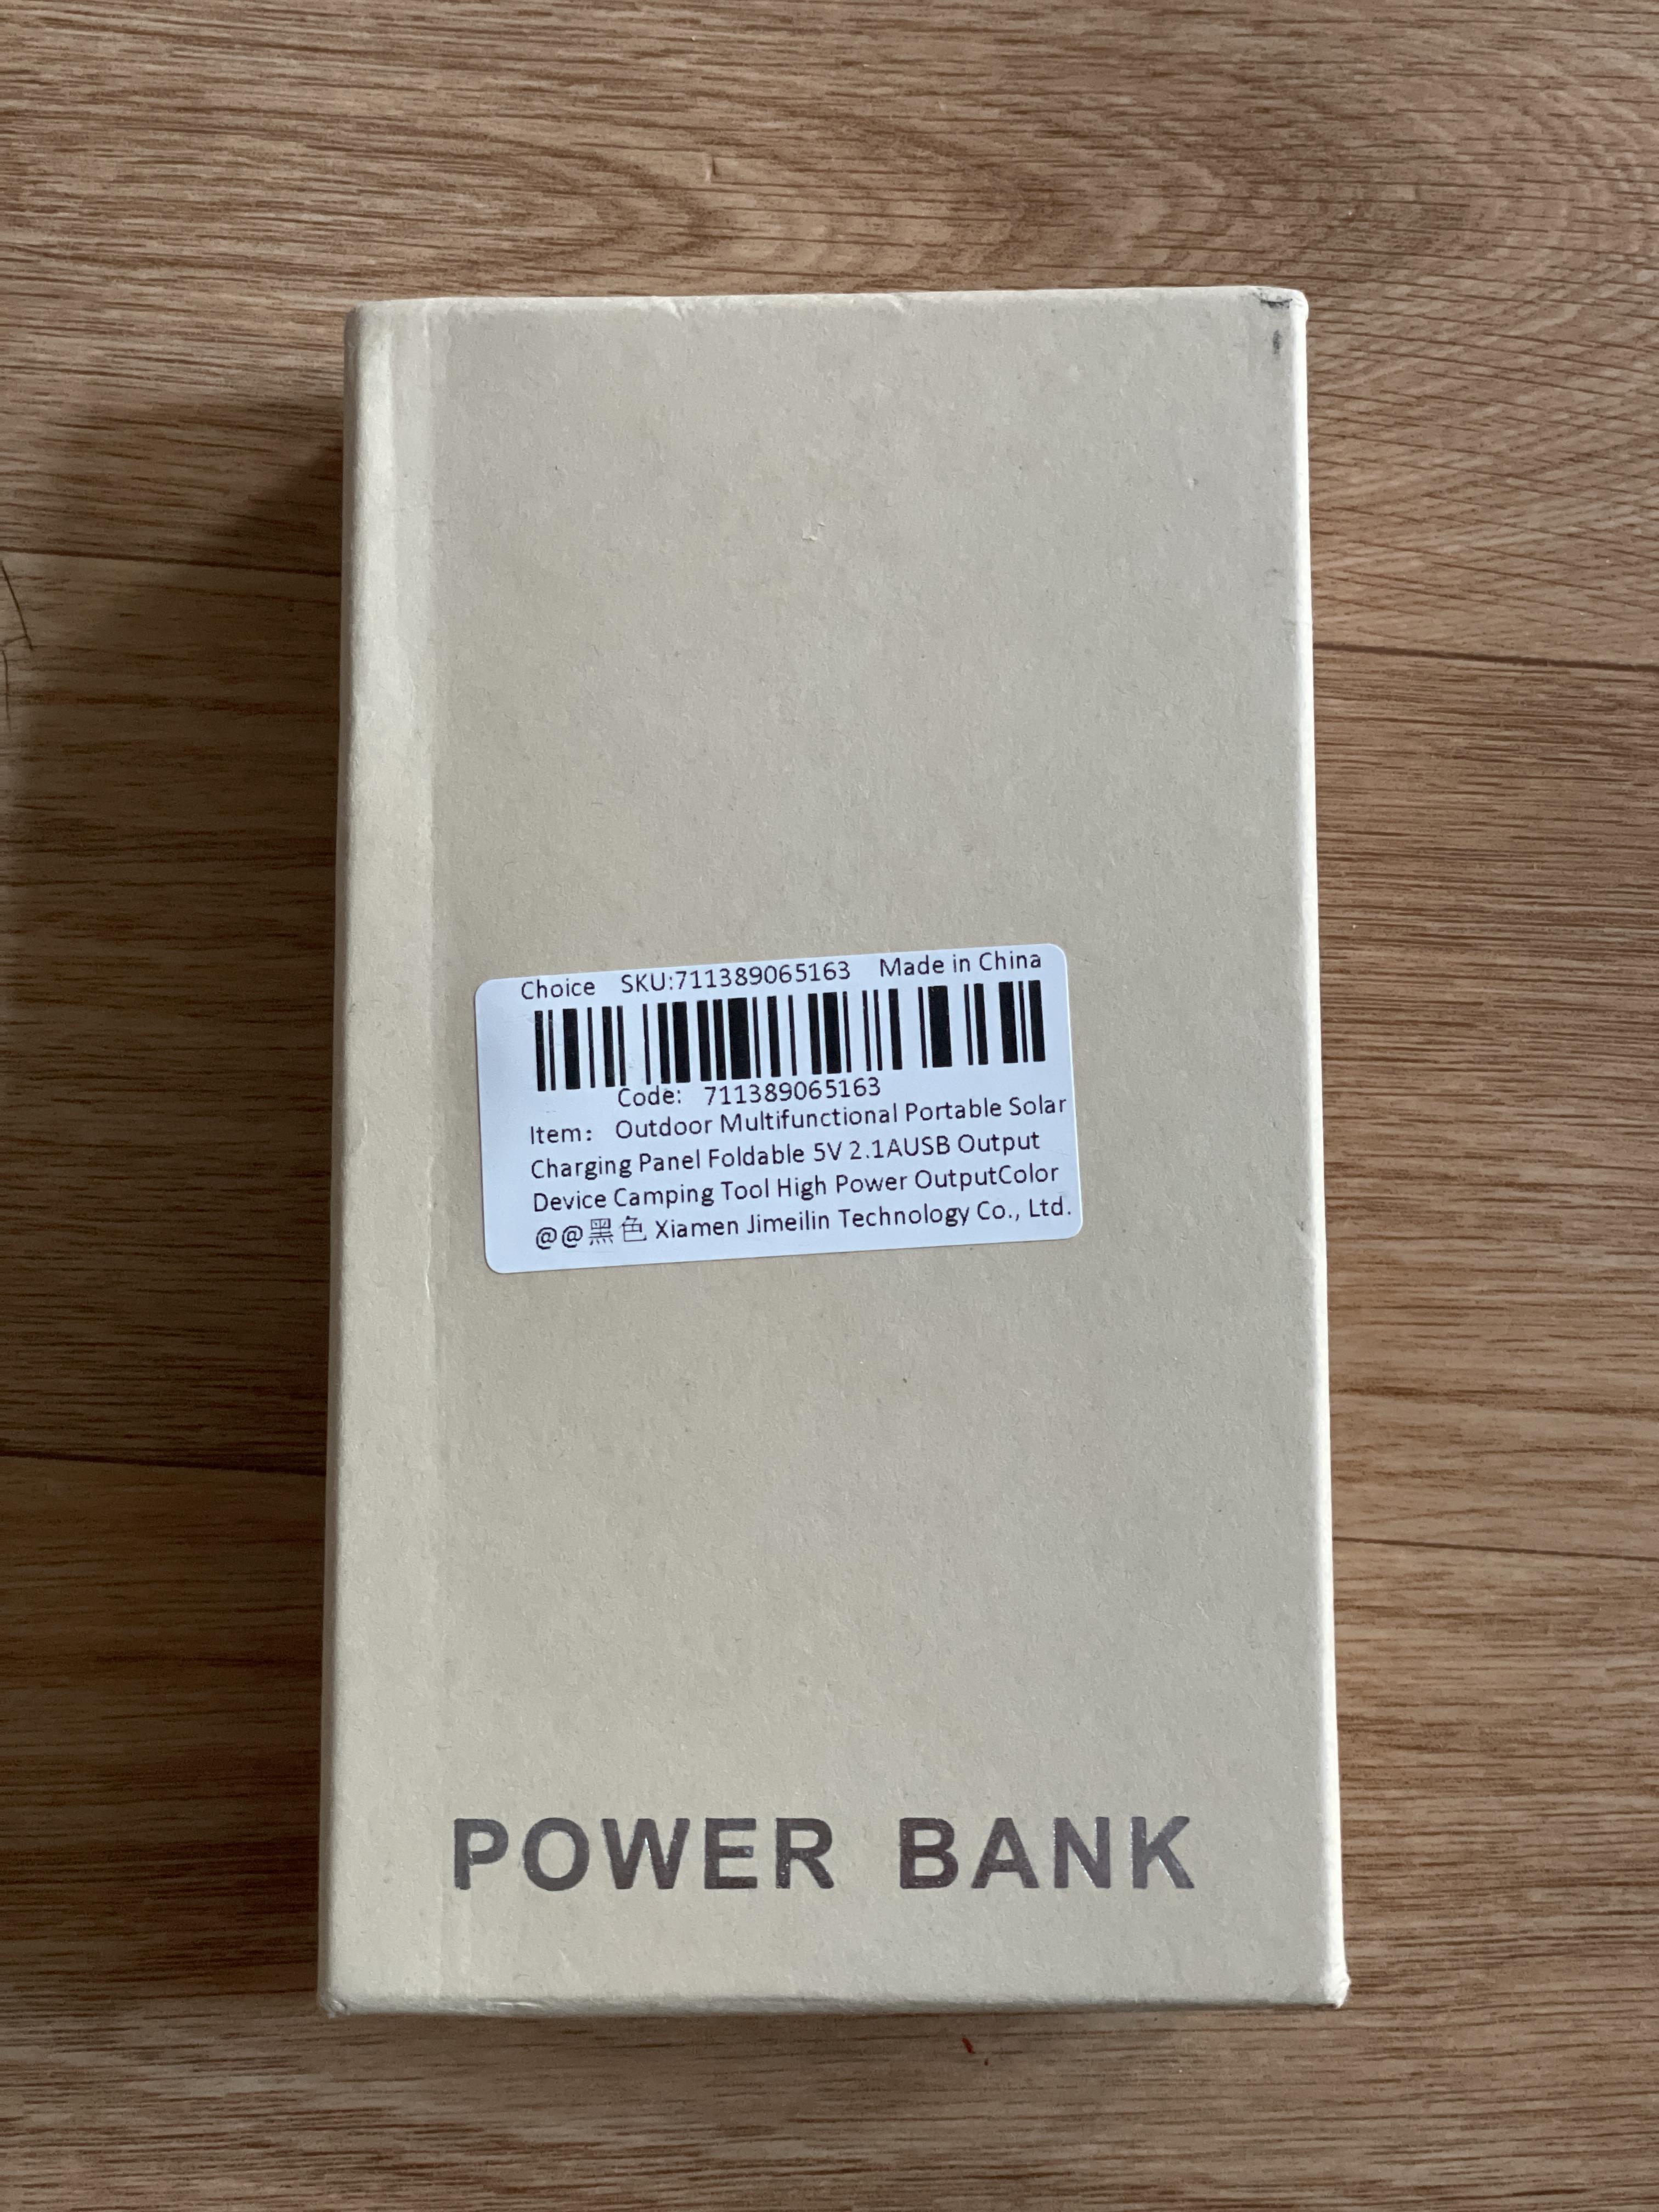 Choice SKU:711389065163 Made in China
Code: 711389065163
Item： Outdoor Multifunctional Portable Solar
Charging Panel Foldable 5V 2.1AUSB Output
Device Camping Tool High Power OutputColor
@@黑色 Xiamen Jimeilin Technology Co., Ltd.
POWER BANK